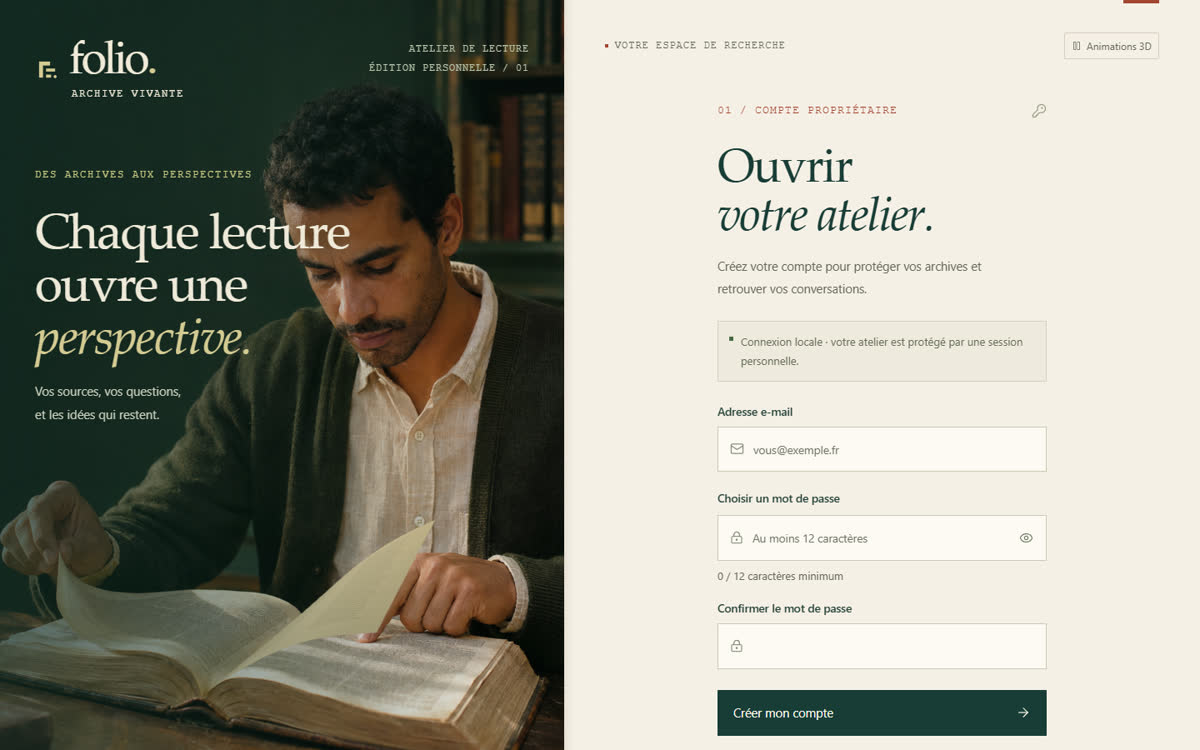 folio.
ARCHIVE VIVANTE
ATELIER DE LECTURE
ÉDITION PERSONNELLE / 01
DES ARCHIVES AUX PERSPECTIVES
Chaque lecture
ouvre une
perspective.
Vos sources, vos questions,
et les idées qui restent.
VOTRE ESPACE DE RECHERCHE
Animations 3D
01 / COMPTE PROPRIÉTAIRE
Ouvrir
votre atelier.
Créez votre compte pour protéger vos archives et
retrouver vos conversations.
Connexion locale · votre atelier est protégé par une session
personnelle.
Adresse e-mail
vous@exemple.fr
Choisir un mot de passe
Au moins 12 caractères
0 / 12 caractères minimum
Confirmer le mot de passe
Créer mon compte